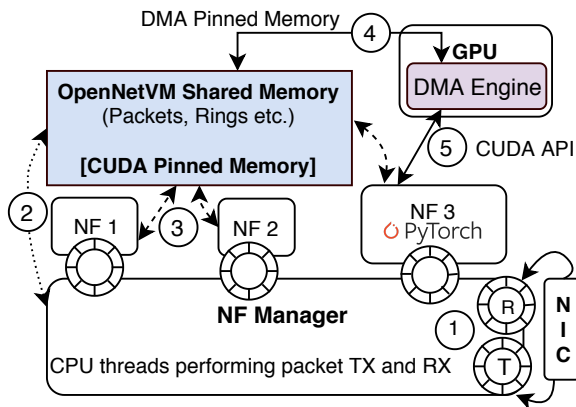 DMA Pinned Memory
4
GPU
DMA Engine
OpenNetVM Shared Memory
(Packets, Rings etc.)
[CUDA Pinned Memory]
5
CUDA API
2
NF 1
3
NF 2
NF 3
PyTorch
NF Manager
1
R
T
N
I
C
CPU threads performing packet TX and RX